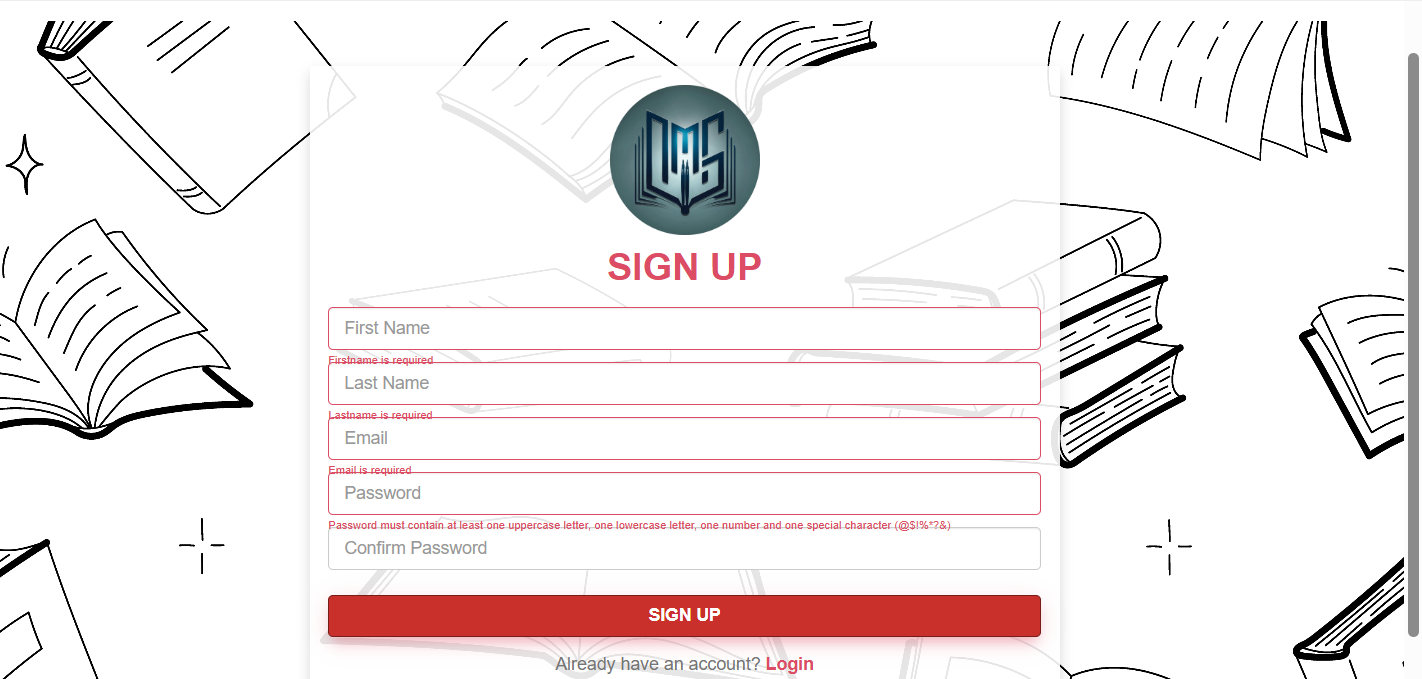 LMS
SIGN UP
First Name
Firstname is required
Last Name
Lastname is required
Email
Email is required
Password
Password must contain at least one uppercase letter, one lowercase letter, one number and one special character (@$!%*?&)
Confirm Password
SIGN UP
Already have an account? Login